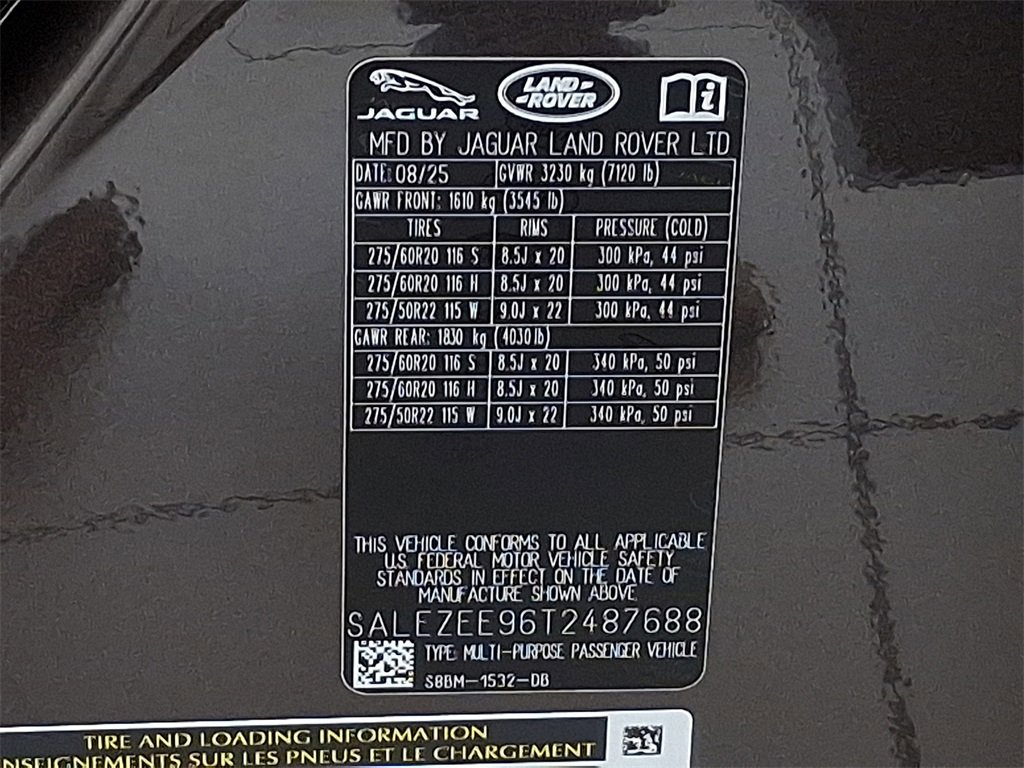 JAGUAR
LAND ROVER
MFD BY JAGUAR LAND ROVER LTD
DATE: 08/25 GVWR 3230 kg (7120 lb)
GAWR FRONT: 1610 kg (3545 lb)
TIRES RIMS PRESSURE (COLD)
275/60R20 116 S 8.5J x 20 300 kPa, 44 psi
275/60R20 116 H 8.5J x 20 300 kPa, 44 psi
275/50R22 115 W 9.0J x 22 300 kPa, 44 psi
GAWR REAR: 1830 kg (4030 lb)
275/60R20 116 S 8.5J x 20 340 kPa, 50 psi
275/60R20 116 H 8.5J x 20 340 kPa, 50 psi
275/50R22 115 W 9.0J x 22 340 kPa, 50 psi
THIS VEHICLE CONFORMS TO ALL APPLICABLE
U.S. FEDERAL MOTOR VEHICLE SAFETY
STANDARDS IN EFFECT ON THE DATE OF
MANUFACTURE SHOWN ABOVE.
SALEZEE96T2487688
TYPE: MULTI-PURPOSE PASSENGER VEHICLE
S8BM-1532-DB
TIRE AND LOADING INFORMATION
NSEIGNEMENTS SUR LES PNEUS ET LE CHARGEMENT